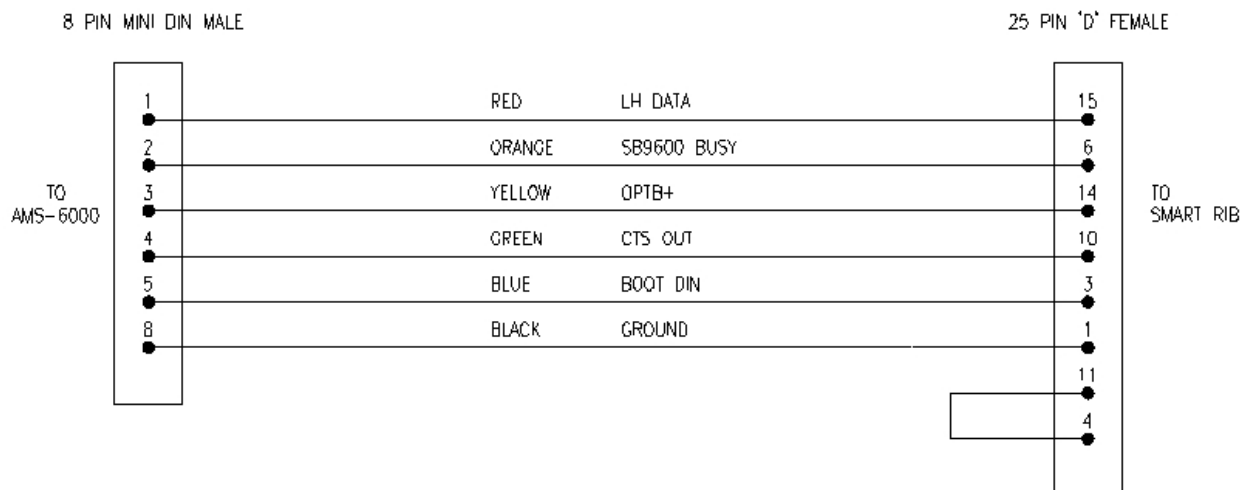 8 PIN MINI DIN MALE
25 PIN 'D' FEMALE
1 RED LH DATA 15
2 ORANGE SB9600 BUSY 6
TO
AMS-6000
3 YELLOW OPTB+ 14
TO
SMART RIB
4 GREEN CTS OUT 10
5 BLUE BOOT DIN 3
8 BLACK GROUND 1
11
4